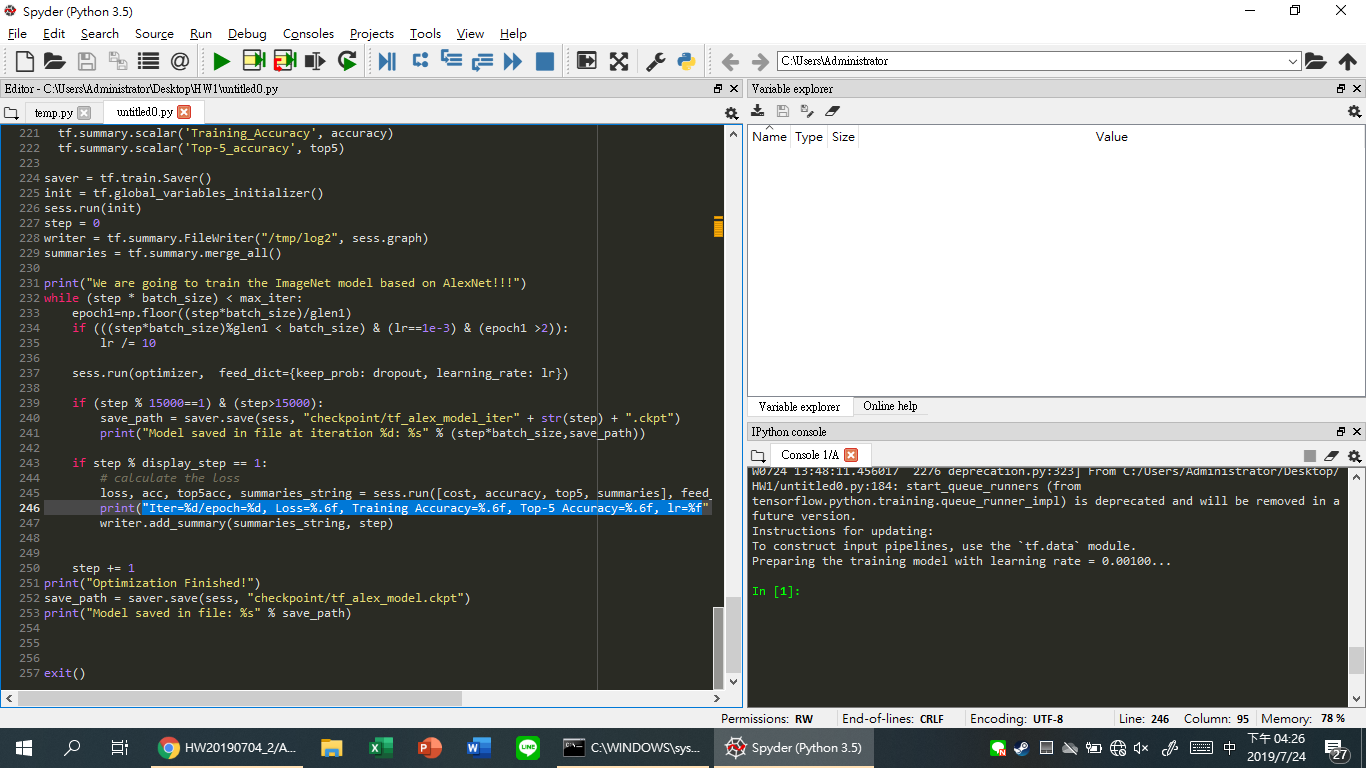 Spyder (Python 3.5)
File Edit Search Source Run Debug Consoles Projects Tools View Help
C:\Users\Administrator
Editor - C:\Users\Administrator\Desktop\HW1\untitled0.py
temp.py
untitled0.py
221 tf.summary.scalar('Training_Accuracy', accuracy)
222 tf.summary.scalar('Top-5_accuracy', top5)
223
224 saver = tf.train.Saver()
225 init = tf.global_variables_initializer()
226 sess.run(init)
227 step = 0
228 writer = tf.summary.FileWriter("/tmp/log2", sess.graph)
229 summaries = tf.summary.merge_all()
230
231 print("We are going to train the ImageNet model based on AlexNet!!!")
232 while (step * batch_size) < max_iter:
233 epoch1=np.floor((step*batch_size)/glen1)
234 if (((step*batch_size)%glen1 < batch_size) & (lr==1e-3) & (epoch1 >2)):
235 lr /= 10
236
237 sess.run(optimizer,  feed_dict={keep_prob: dropout, learning_rate: lr})
238
239 if (step % 15000==1) & (step>15000):
240 save_path = saver.save(sess, "checkpoint/tf_alex_model_iter" + str(step) + ".ckpt")
241 print("Model saved in file at iteration %d: %s" % (step*batch_size,save_path))
242
243 if step % display_step == 1:
244 # calculate the loss
245 loss, acc, top5acc, summaries_string = sess.run([cost, accuracy, top5, summaries], feed_
246 print("Iter=%d/epoch=%d, Loss=%.6f, Training Accuracy=%.6f, Top-5 Accuracy=%.6f, lr=%f"
247 writer.add_summary(summaries_string, step)
248
249
250 step += 1
251 print("Optimization Finished!")
252 save_path = saver.save(sess, "checkpoint/tf_alex_model.ckpt")
253 print("Model saved in file: %s" % save_path)
254
255
256
257 exit()
Variable explorer
Name Type Size Value
Variable explorer Online help
IPython console
Console 1/A
W0724 13:48:11.456017  2276 deprecation.py:323] From C:/Users/Administrator/Desktop/
HW1/untitled0.py:184: start_queue_runners (from
tensorflow.python.training.queue_runner_impl) is deprecated and will be removed in a
future version.
Instructions for updating:
To construct input pipelines, use the `tf.data` module.
Preparing the training model with learning rate = 0.00100...
In [1]:
Permissions: RW End-of-lines: CRLF Encoding: UTF-8 Line: 246 Column: 95 Memory: 78 %
HW20190704_2/A...
C:\WINDOWS\sys...
Spyder (Python 3.5)
中
下午 04:26
2019/7/24
27